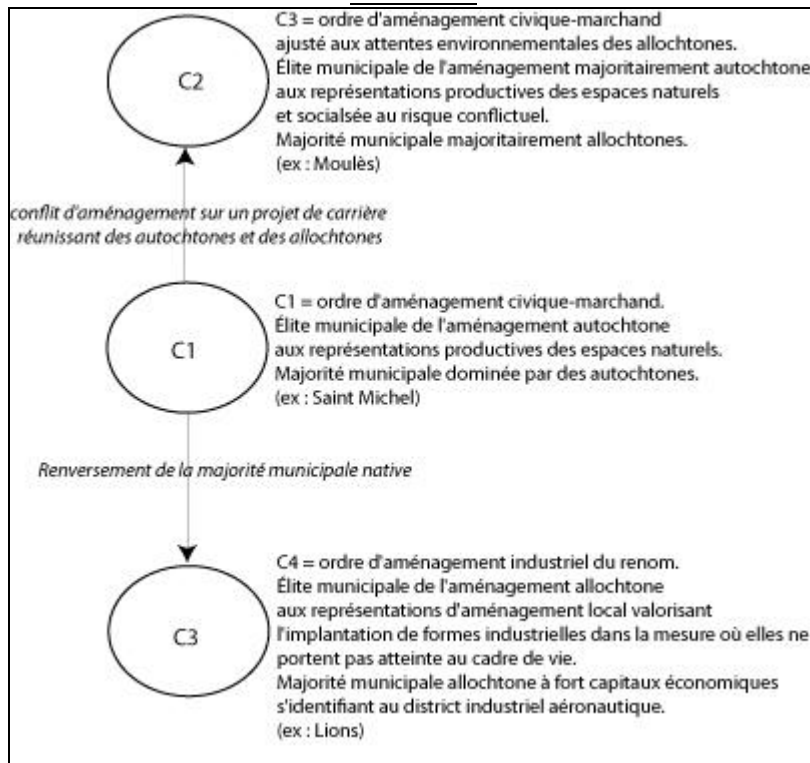 C3 = ordre d'aménagement civique-marchand
ajusté aux attentes environnementales des allochtones.
Élite municipale de l'aménagement majoritairement autochtone
aux représentations productives des espaces naturels
et socialsée au risque conflictuel.
Majorité municipale majoritairement allochtones.
(ex : Moulès)
C2
conflit d'aménagement sur un projet de carrière
réunissant des autochtones et des allochtones
C1 = ordre d'aménagement civique-marchand.
Élite municipale de l'aménagement autochtone
aux représentations productives des espaces naturels.
Majorité municipale dominée par des autochtones.
(ex : Saint Michel)
C1
Renversement de la majorité municipale native
C4 = ordre d'aménagement industriel du renom.
Élite municipale de l'aménagement allochtone
aux représentations d'aménagement local valorisant
l'implantation de formes industrielles dans la mesure où elles ne
portent pas atteinte au cadre de vie.
Majorité municipale allochtone à fort capitaux économiques
s'identifiant au district industriel aéronautique.
(ex : Lions)
C3